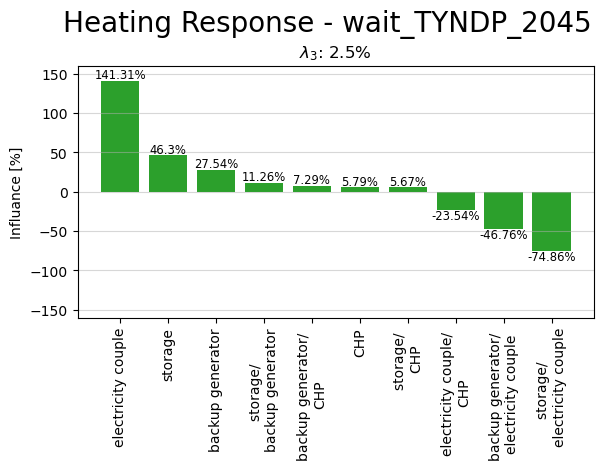 Heating Response - wait_TYNDP_2045
λ₃: 2.5%
Influance [%]
150
100
50
0
−50
−100
−150
141.31%
46.3%
27.54%
11.26%
7.29%
5.79%
5.67%
-23.54%
-46.76%
-74.86%
electricity couple
storage
backup generator
storage/
backup generator
backup generator/
CHP
CHP
storage/
CHP
electricity couple/
CHP
backup generator/
electricity couple
storage/
electricity couple